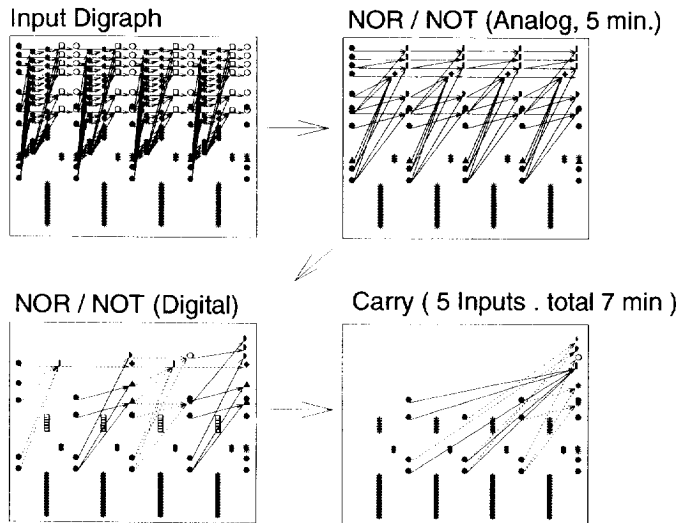 Input Digraph
NOR / NOT (Analog, 5 min.)
NOR / NOT (Digital)
Carry ( 5 Inputs . total 7 min )